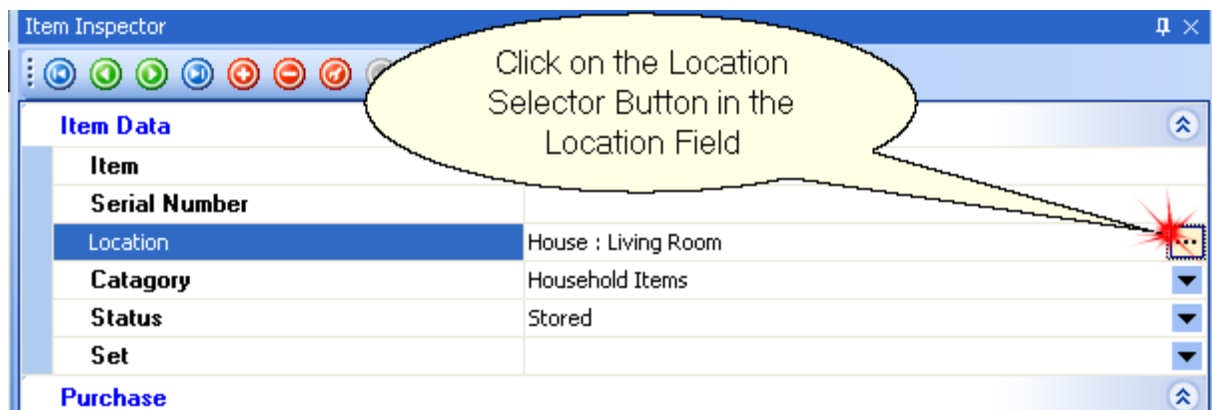 Item Inspector
Click on the Location
Selector Button in the
Location Field
Item Data
Item
Serial Number
Location House : Living Room
Catagory Household Items
Status Stored
Set
Purchase